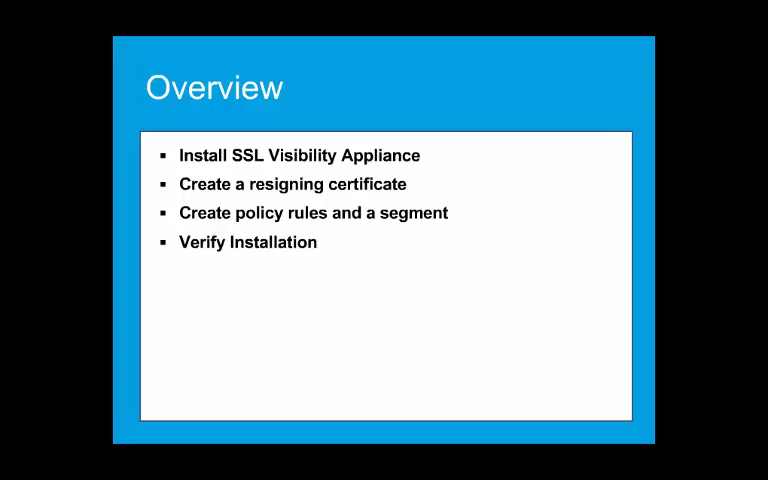 Overview
▪ Install SSL Visibility Appliance
▪ Create a resigning certificate
▪ Create policy rules and a segment
▪ Verify Installation